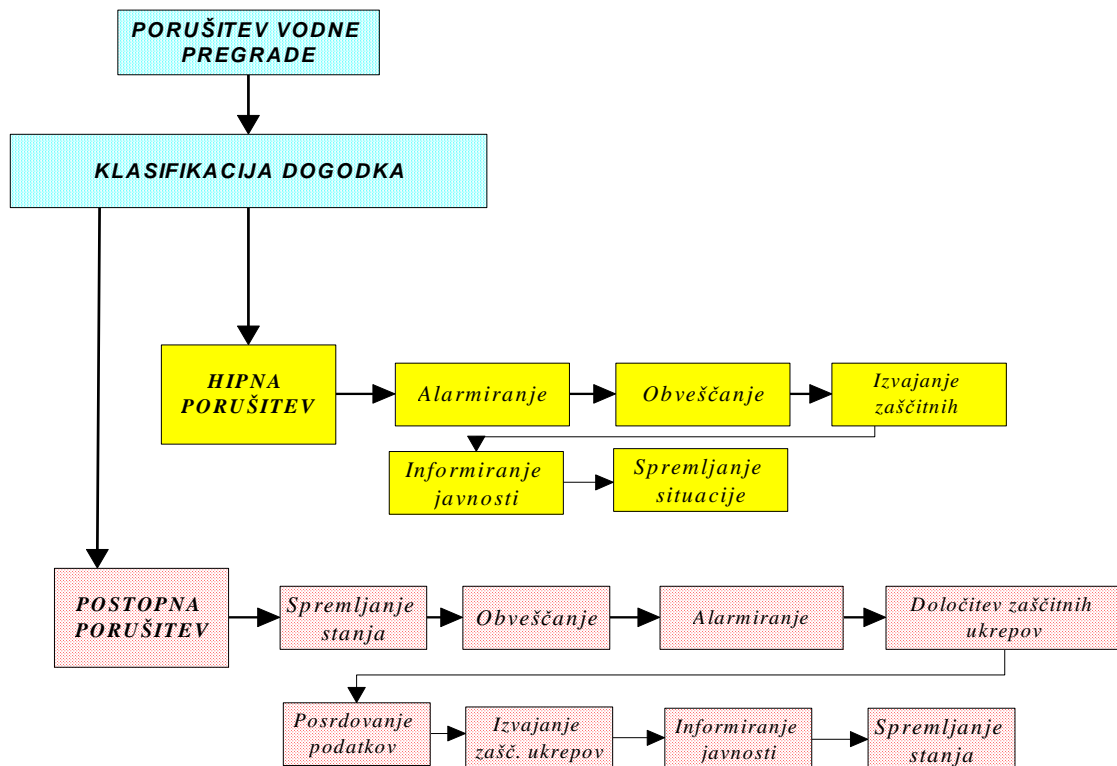 PORUŠITEV VODNE
PREGRADE
KLASIFIKACIJA DOGODKA
HIPNA
PORUŠITEV
Alarmiranje
Obveščanje
Izvajanje
zaščitnih
Informiranje
javnosti
Spremljanje
situacije
POSTOPNA
PORUŠITEV
Spremljanje
stanja
Obveščanje
Alarmiranje
Določitev zaščitnih
ukrepov
Posrdovanje
podatkov
Izvajanje
zašč. ukrepov
Informiranje
javnosti
Spremljanje
stanja